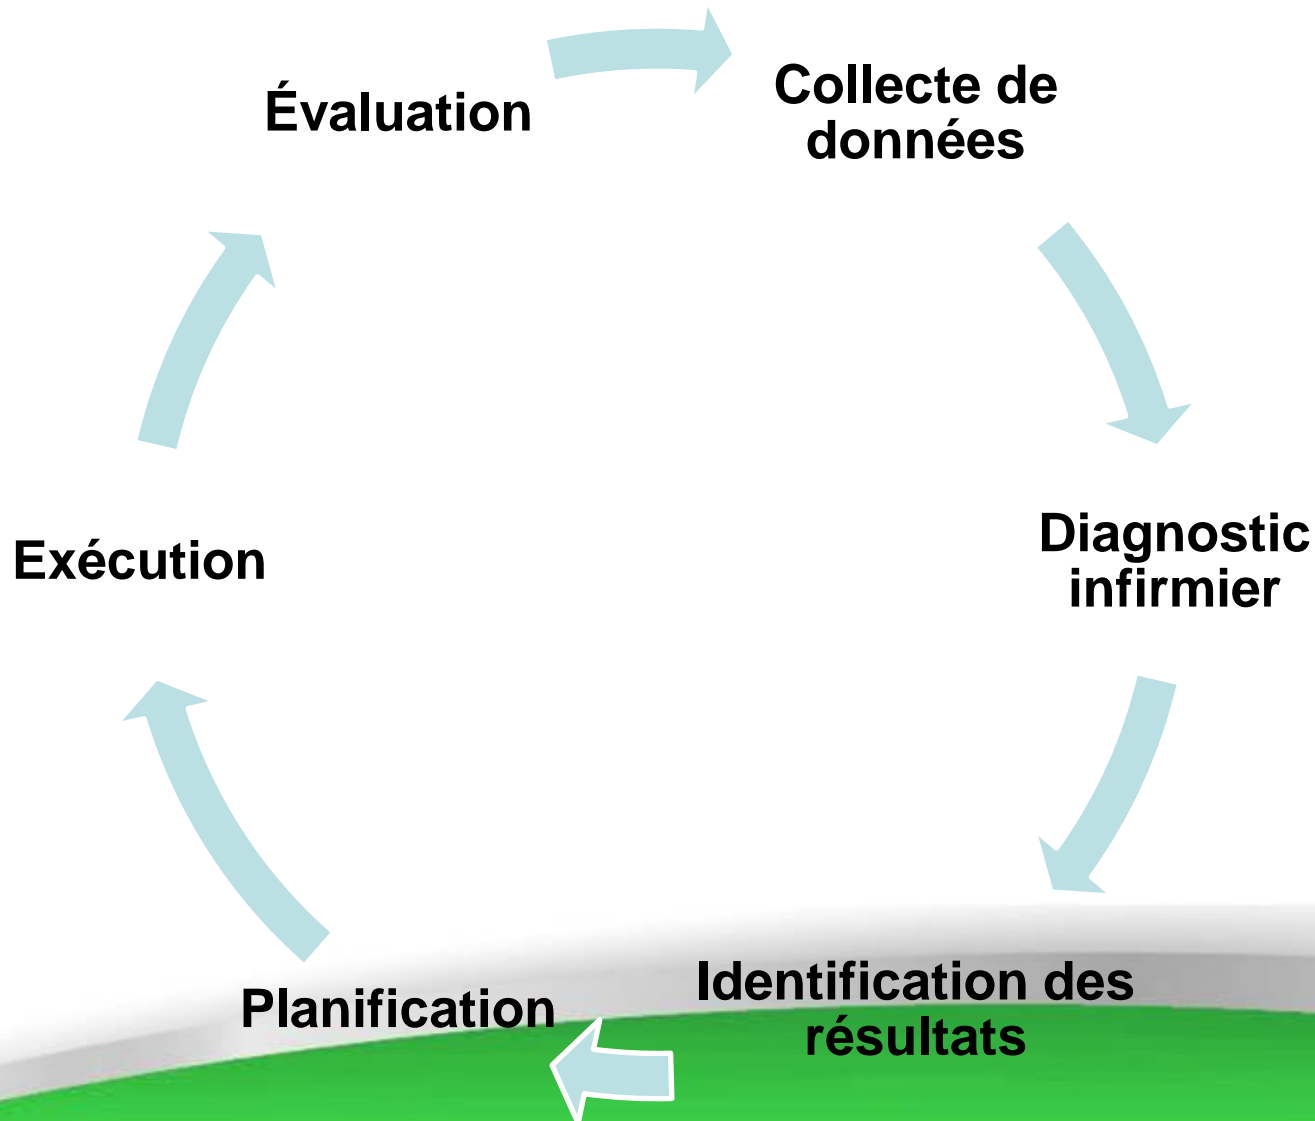 Évaluation
Collecte de
données
Diagnostic
infirmier
Identification des
résultats
Planification
Exécution